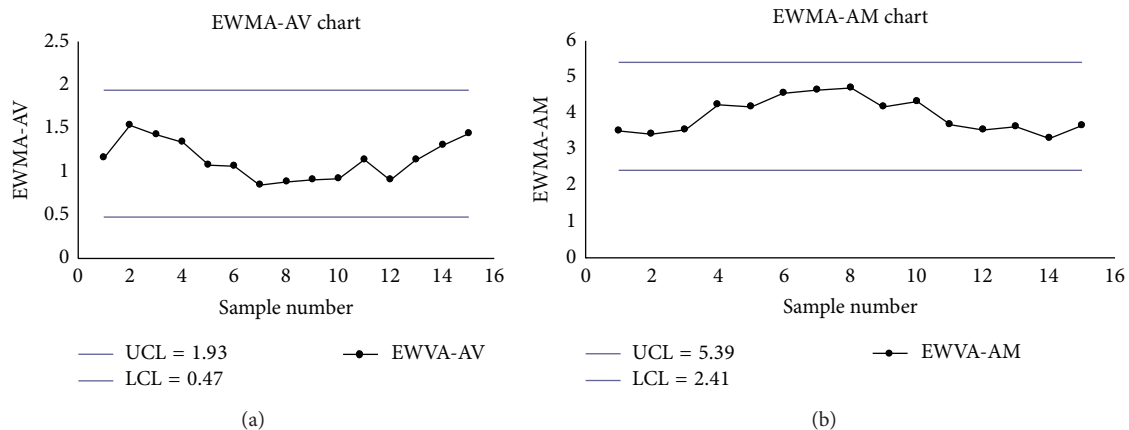 EWMA-AV chart
EWMA-AV
2.5
2
1.5
1
0.5
0
0 2 4 6 8 10 12 14 16
Sample number
UCL = 1.93
LCL = 0.47
EWVA-AV
(a)
EWMA-AM chart
EWMA-AM
6
5
4
3
2
1
0
0 2 4 6 8 10 12 14 16
Sample number
UCL = 5.39
LCL = 2.41
EWVA-AM
(b)